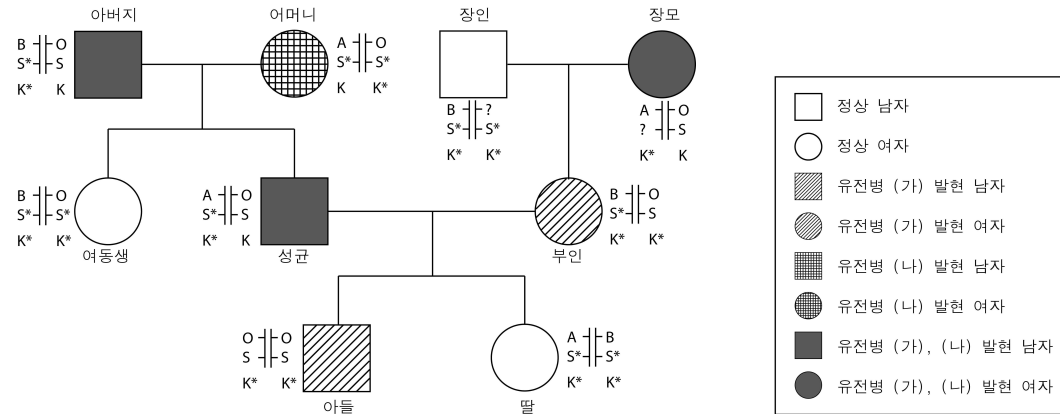 아버지
어머니
장인
장모
B O
S* S
K* K
A O
S* S*
K K*
B ?
S* S*
K* K*
A O
? S
K* K
B O
S* S*
K* K*
여동생
A O
S* S
K* K
성균
B O
S* S
K* K*
부인
O O
S S
K* K*
아들
A B
S* S*
K* K*
딸
정상 남자
정상 여자
유전병 (가) 발현 남자
유전병 (가) 발현 여자
유전병 (나) 발현 남자
유전병 (나) 발현 여자
유전병 (가), (나) 발현 남자
유전병 (가), (나) 발현 여자